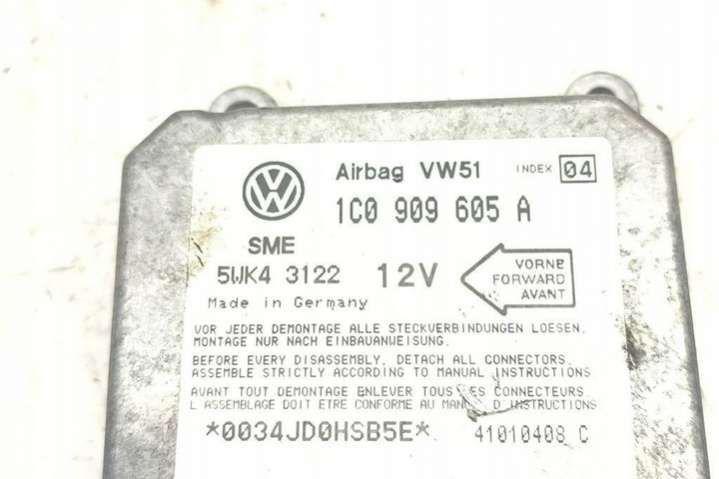 Airbag VW51 INDEX 04
1C0 909 605 A
SME
5WK4 3122 12V
VORNE
FORWARD
AVANT
Made in Germany
VOR JEDER DEMONTAGE ALLE STECKVERBINDUNGEN LOESEN.
MONTAGE NUR NACH EINBAUANWEISUNG.
BEFORE EVERY DISASSEMBLY, DETACH ALL CONNECTORS.
ASSEMBLE STRICTLY ACCORDING TO MANUAL INSTRUCTIONS
AVANT TOUT DEMONTAGE ENLEVER TOUS CONNECTEURS.
L ASSEMBLAGE DOIT ETRE CONFORME AU D INSTRUCTIONS
*0034JD0HSB5E* 41010408 C